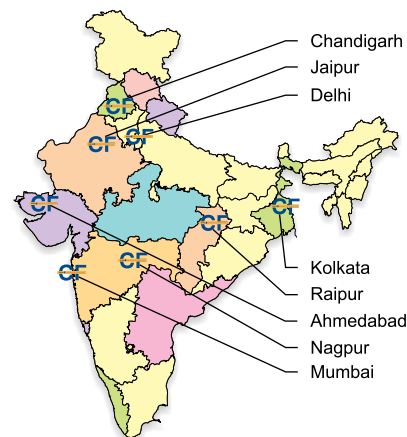 Chandigarh
Jaipur
Delhi
CF
CF
CF
CF
CF
CF
CF
CF
Kolkata
Raipur
Ahmedabad
Nagpur
Mumbai